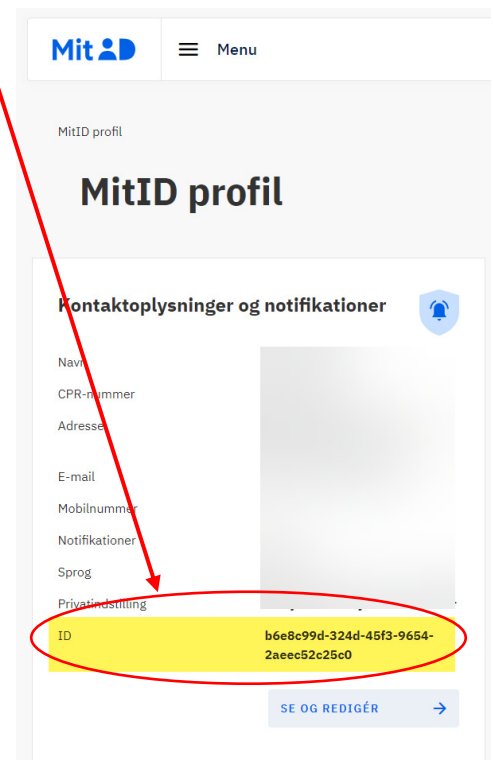 MitID
Menu
MitID profil
MitID profil
Kontaktoplysninger og notifikationer
Navn
CPR-nummer
Adresse
E-mail
Mobilnummer
Notifikationer
Sprog
Privatindstilling
ID b6e8c99d-324d-45f3-9654-
2aeec52c25c0
SE OG REDIGÉR